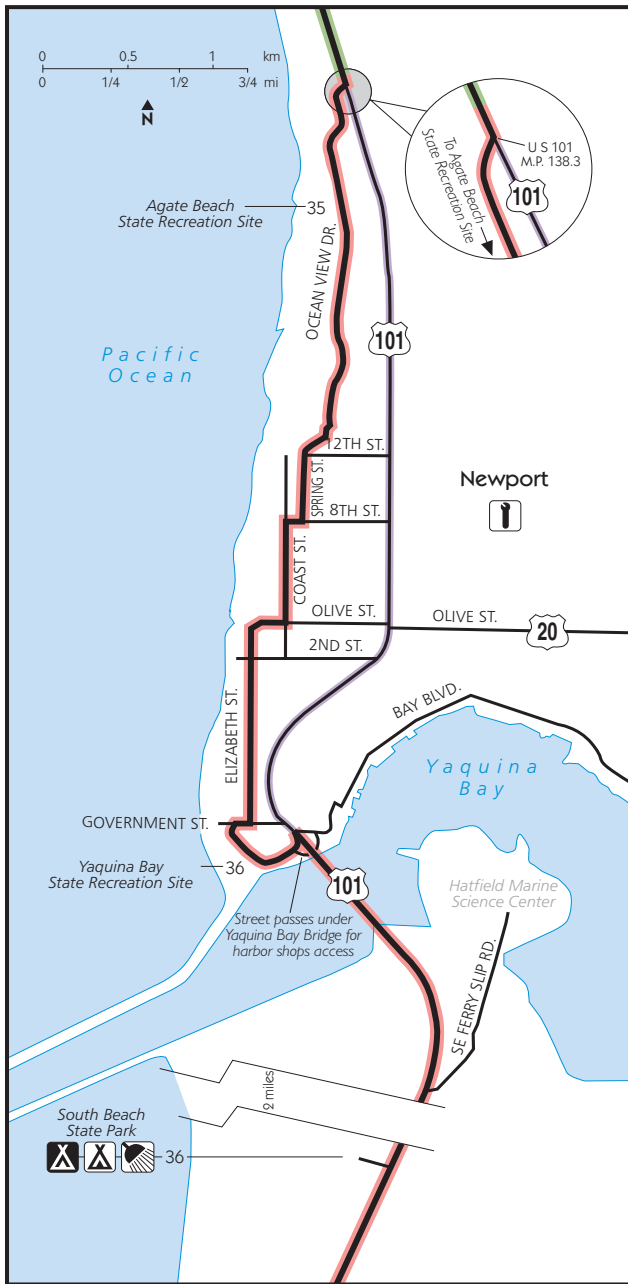 0 0.5 1 km
0 1/4 1/2 3/4 mi
N
U S 101
M.P. 138.3
To Agate Beach
State Recreation Site
101
Agate Beach
State Recreation Site
35
OCEAN VIEW DR.
101
Pacific
Ocean
12TH ST.
SPRING ST.
Newport
8TH ST.
COAST ST.
OLIVE ST.
OLIVE ST.
20
2ND ST.
ELIZABETH ST.
BAY BLVD.
Yaquina
Bay
GOVERNMENT ST.
Yaquina Bay
State Recreation Site
36
101
Hatfield Marine
Science Center
Street passes under
Yaquina Bay Bridge for
harbor shops access
SE FERRY SLIP RD.
2 miles
South Beach
State Park
36